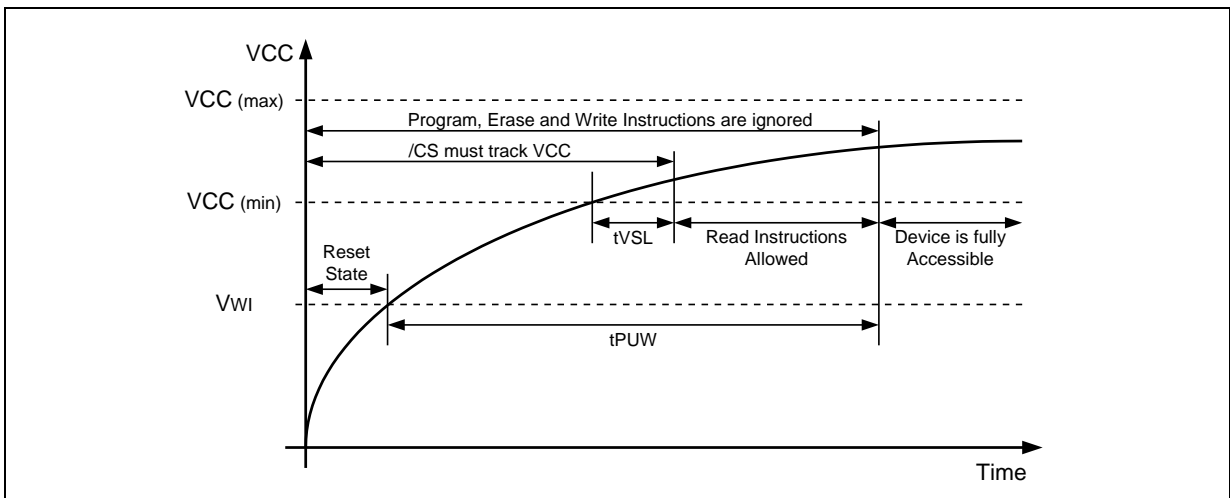 VCC
VCC (max)
Program, Erase and Write Instructions are ignored
/CS must track VCC
VCC (min)
tVSL
Read Instructions
Allowed
Device is fully
Accessible
Reset
State
VWI
tPUW
Time